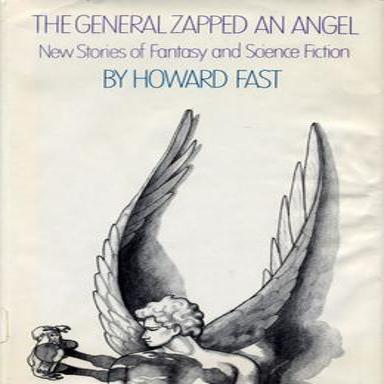 THE GENERAL ZAPPED AN ANGEL
New Stories of Fantasy and Science Fiction
BY HOWARD FAST